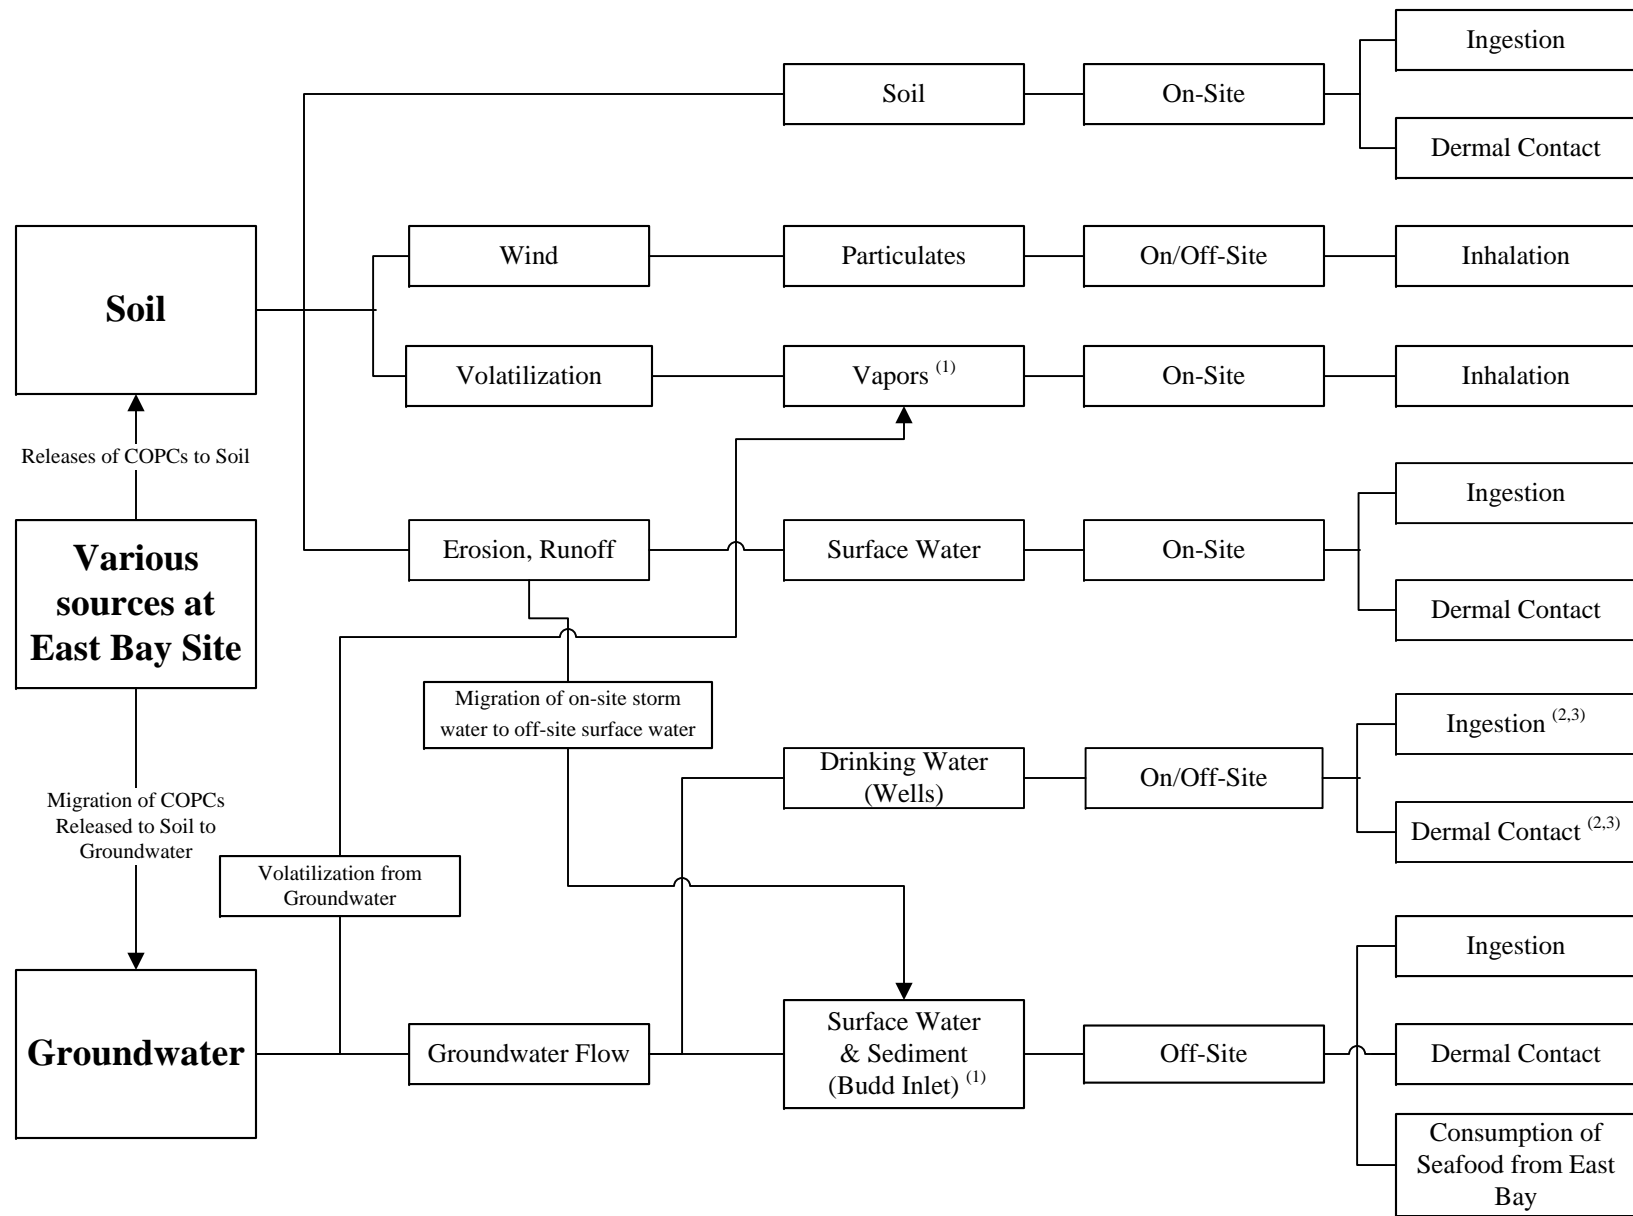 Ingestion
Soil
On-Site
Dermal Contact
Soil
Wind
Particulates
On/Off-Site
Inhalation
Volatilization
Vapors (1)
On-Site
Inhalation
Releases of COPCs to Soil
Ingestion
Various
sources at
East Bay Site
Erosion, Runoff
Surface Water
On-Site
Dermal Contact
Migration of on-site storm
water to off-site surface water
Ingestion (2,3)
Drinking Water
(Wells)
On/Off-Site
Migration of COPCs
Released to Soil to
Groundwater
Dermal Contact (2,3)
Volatilization from
Groundwater
Ingestion
Groundwater
Groundwater Flow
Surface Water
& Sediment
(Budd Inlet) (1)
Off-Site
Dermal Contact
Consumption of
Seafood from East
Bay